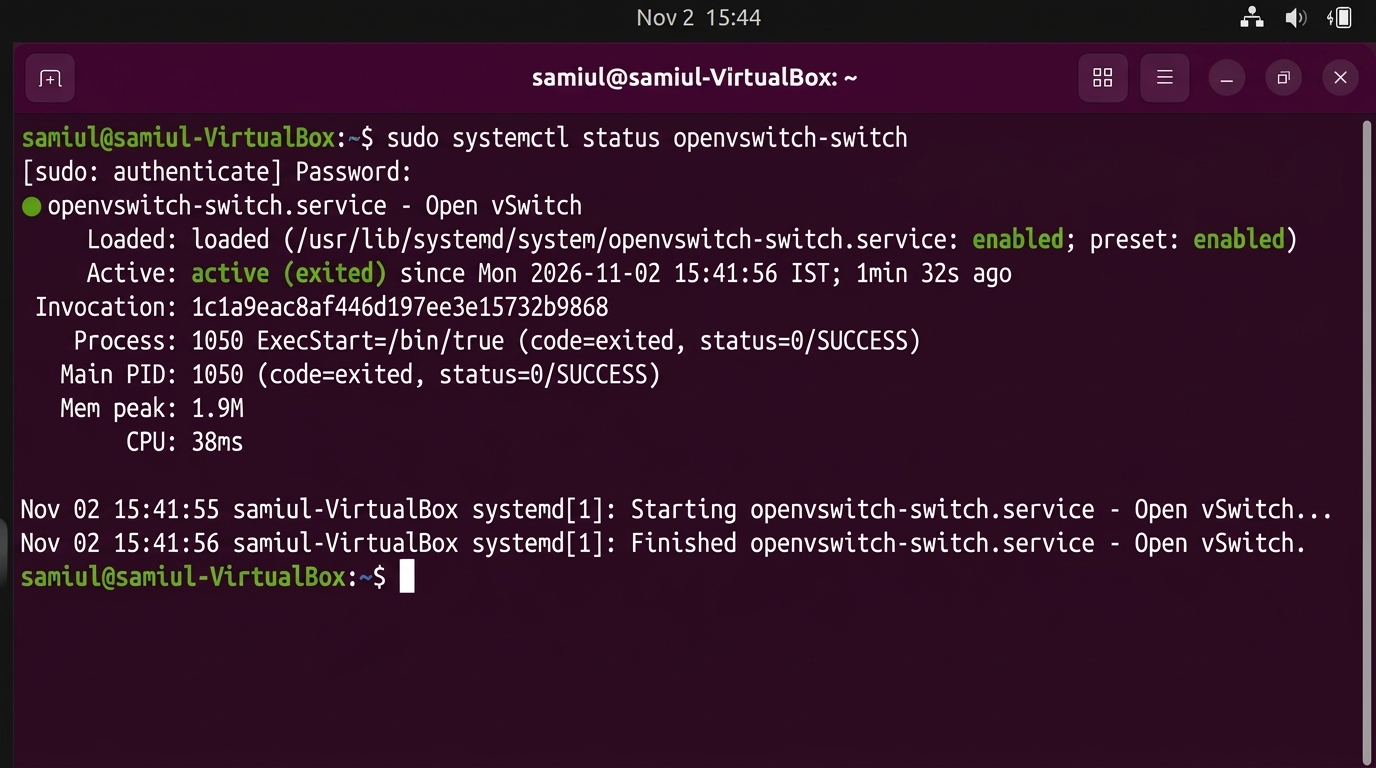 Nov 2 15:44
samiul@samiul-VirtualBox: ~
samiul@samiul-VirtualBox:~$ sudo systemctl status openvswitch-switch
[sudo: authenticate] Password:
openvswitch-switch.service - Open vSwitch
Loaded: loaded (/usr/lib/systemd/system/openvswitch-switch.service: enabled; preset: enabled)
Active: active (exited) since Mon 2026-11-02 15:41:56 IST; 1min 32s ago
Invocation: 1c1a9eac8af446d197ee3e15732b9868
Process: 1050 ExecStart=/bin/true (code=exited, status=0/SUCCESS)
Main PID: 1050 (code=exited, status=0/SUCCESS)
Mem peak: 1.9M
CPU: 38ms
Nov 02 15:41:55 samiul-VirtualBox systemd[1]: Starting openvswitch-switch.service - Open vSwitch...
Nov 02 15:41:56 samiul-VirtualBox systemd[1]: Finished openvswitch-switch.service - Open vSwitch.
samiul@samiul-VirtualBox:~$